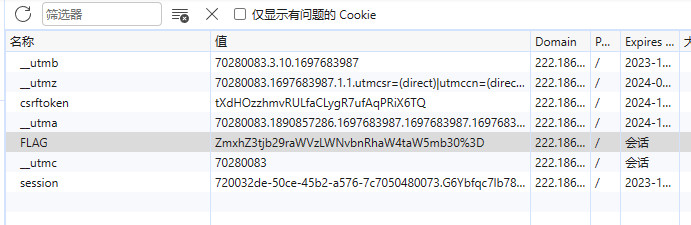 筛选器 仅显示有问题的 Cookie
名称 值 Domain P... Expires ... 大
__utmb 70280083.3.10.1697683987 222.186... / 2023-1...
__utmz 70280083.1697683987.1.1.utmcsr=(direct)|utmccn=(direc... 222.186... / 2024-0...
csrftoken tXdHOzzhmvRULfaCLygR7ufAqPRiX6TQ 222.186... / 2024-1...
__utma 70280083.1890857286.1697683987.1697683987.1697683... 222.186... / 2024-1...
FLAG ZmxhZ3tjb29raWVzLWNvbnRhaW4taW5mb30%3D 222.186... / 会话
__utmc 70280083 222.186... / 会话
session 720032de-50ce-45b2-a576-7c7050480073.G6Ybfqc7lb78... 222.186... / 2023-1...